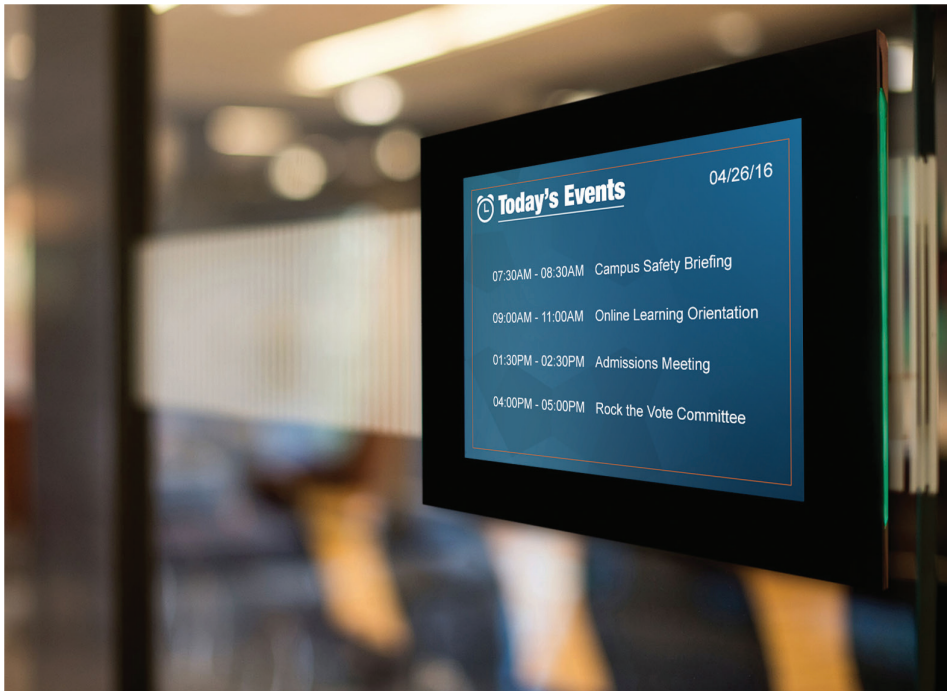 Today's Events
04/26/16
07:30AM - 08:30AM Campus Safety Briefing
09:00AM - 11:00AM Online Learning Orientation
01:30PM - 02:30PM Admissions Meeting
04:00PM - 05:00PM Rock the Vote Committee